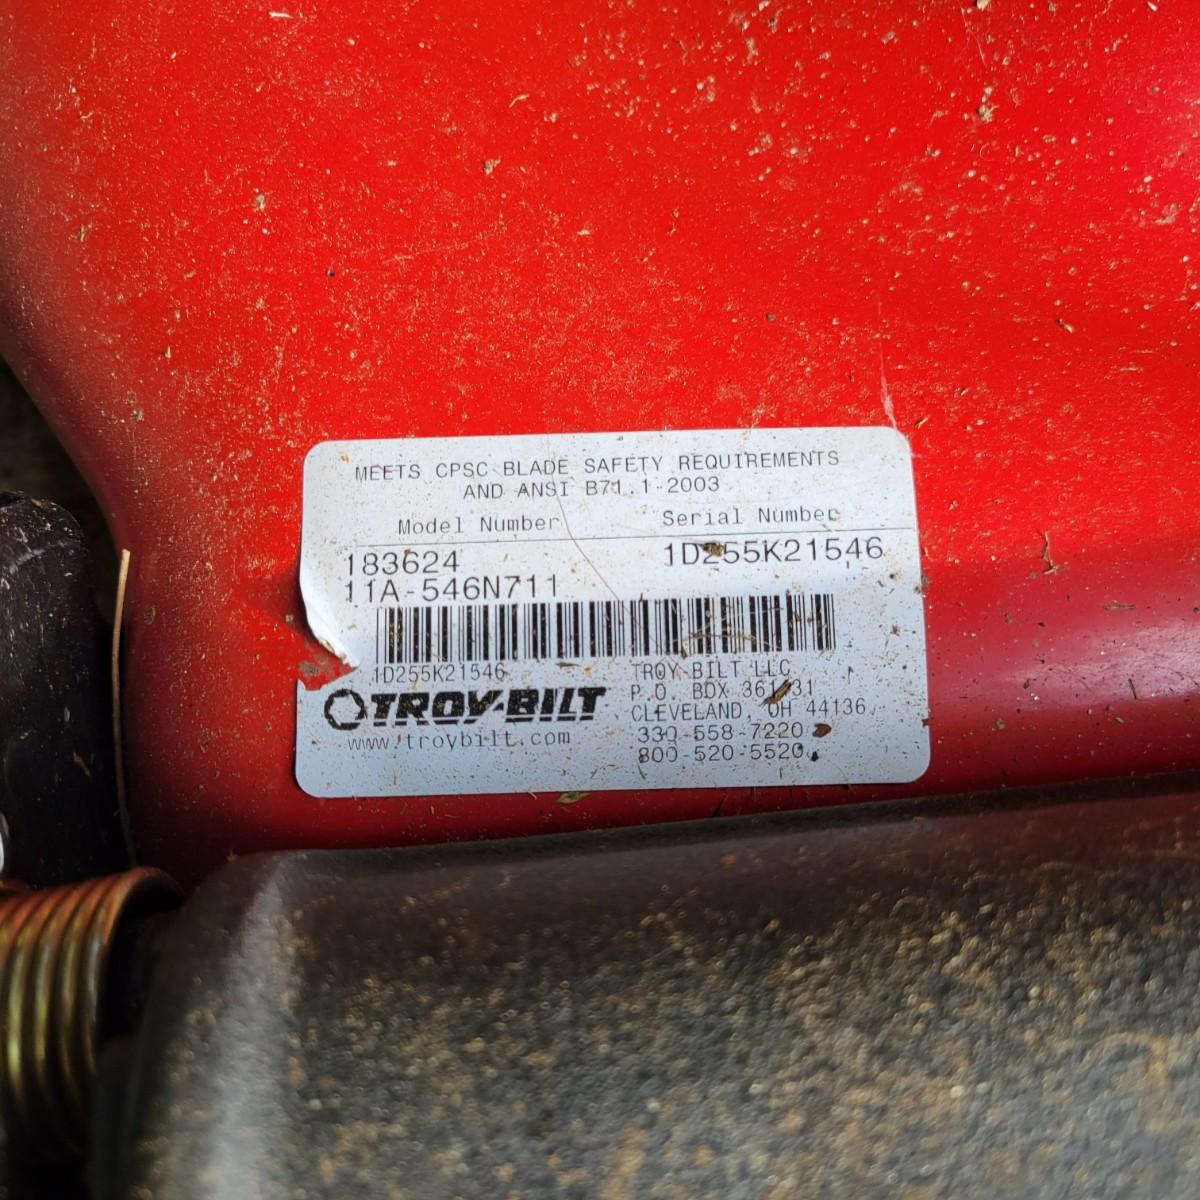 MEETS CPSC BLADE SAFETY REQUIREMENTS
AND ANSI B71.1-2003
Model Number Serial Number
183624 1D255K21546
11A-546N711
1D255K21546
TROY-BILT
www.troybilt.com
TROY-BILT LLC
P.O. BOX
CLEVELAND, OH 44136
330-558-7220
800-520-5520